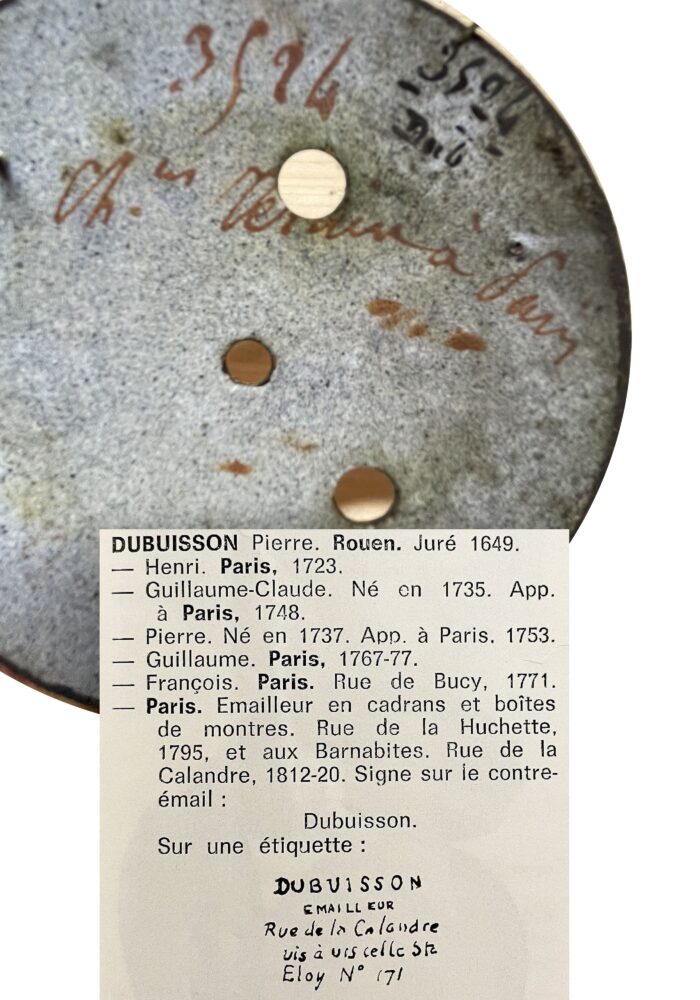 3524
3524
Dub
Ch.
à Paris
DUBUISSON Pierre. Rouen. Juré 1649.
— Henri. Paris, 1723.
— Guillaume-Claude. Né en 1735. App.
à Paris, 1748.
— Pierre. Né en 1737. App. à Paris. 1753.
— Guillaume. Paris, 1767-77.
— François. Paris. Rue de Bucy, 1771.
— Paris. Emailleur en cadrans et boîtes
de montres. Rue de la Huchette,
1795, et aux Barnabites. Rue de la
Calandre, 1812-20. Signe sur le contre-
émail :
Dubuisson.
Sur une étiquette :
DUBUISSON
EMAILLEUR
Rue de la Calandre
vis à vis celle Ste
Eloy N° 171